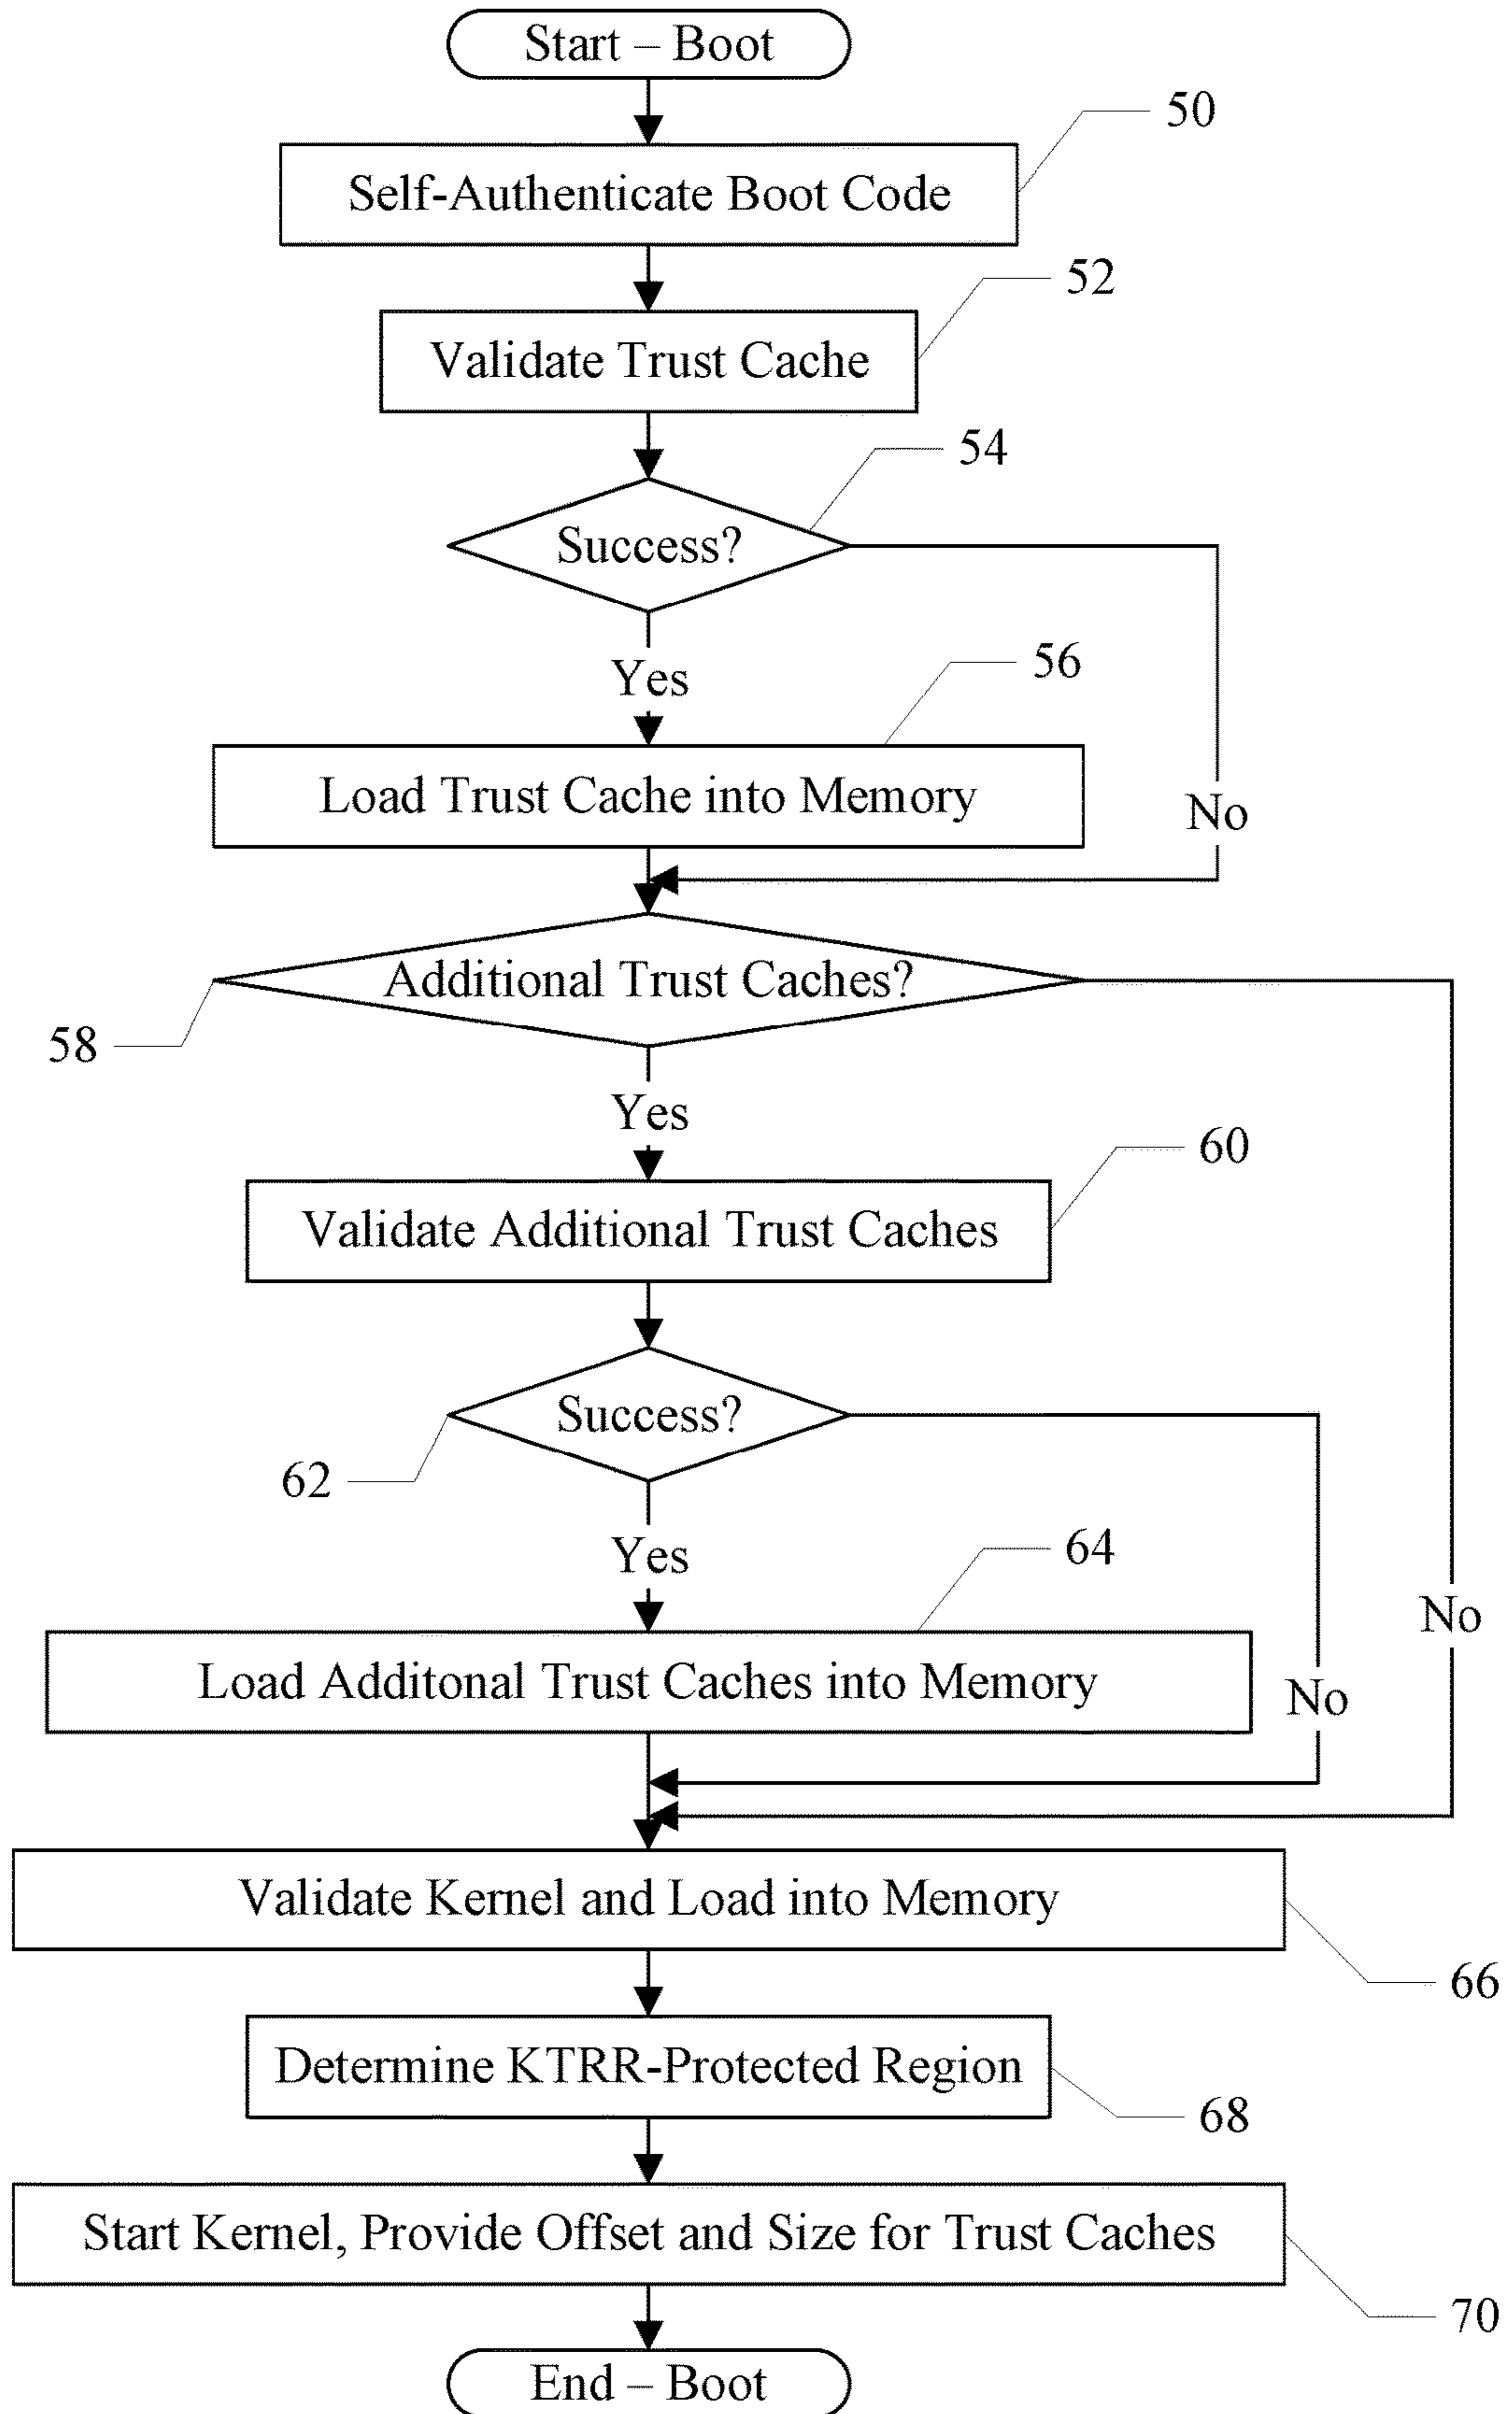 Start – Boot
50
Self-Authenticate Boot Code
52
Validate Trust Cache
54
Success?
Yes
56
Load Trust Cache into Memory
No
Additional Trust Caches?
58
Yes
60
Validate Additional Trust Caches
Success?
62
Yes
64
No
Load Additonal Trust Caches into Memory
No
Validate Kernel and Load into Memory
66
Determine KTRR-Protected Region
68
Start Kernel, Provide Offset and Size for Trust Caches
70
End – Boot